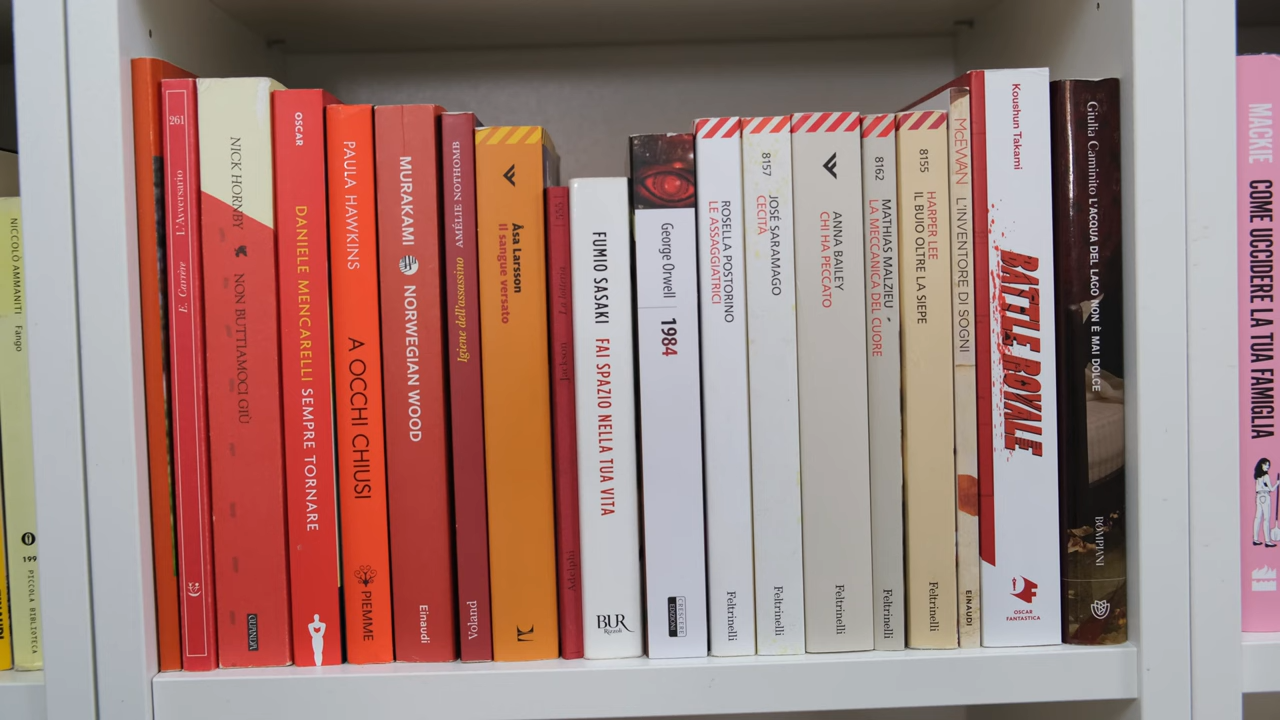 NICCOLÒ AMMANITI Fango
199
PICCOLA BIBLIOTECA
261
L'Avversario
E. Carrère
NICK HORNBY NON BUTTIAMOCI GIÙ
GUANDA
OSCAR
DANIELE MENCARELLI SEMPRE TORNARE
PAULA HAWKINS A OCCHI CHIUSI
PIEMME
MURAKAMI NORWEGIAN WOOD
Einaudi
AMÉLIE NOTHOMB Igiene dell'assassino
Voland
Åsa Larsson
Il sangue versato
Adelphi
FUMIO SASAKI FAI SPAZIO NELLA TUA VITA
BUR
Rizzoli
George Orwell 1984
CRESCERE
EDIZIONI
ROSELLA POSTORINO
LE ASSAGGIATRICI
Feltrinelli
8157
JOSÉ SARAMAGO
CECITÀ
Feltrinelli
ANNA BAILEY
CHI HA PECCATO
Feltrinelli
8162
MATHIAS MALZIEU
LA MECCANICA DEL CUORE
Feltrinelli
8155
HARPER LEE
IL BUIO OLTRE LA SIEPE
Feltrinelli
McEWAN L'INVENTORE DI SOGNI
EINAUDI
Koushun Takami
BATTLE ROYALE
OSCAR
FANTASTICA
Giulia Caminito L'ACQUA DEL LAGO NON È MAI DOLCE
BOMPIANI
MACKIE COME UCCIDERE LA TUA FAMIGLIA